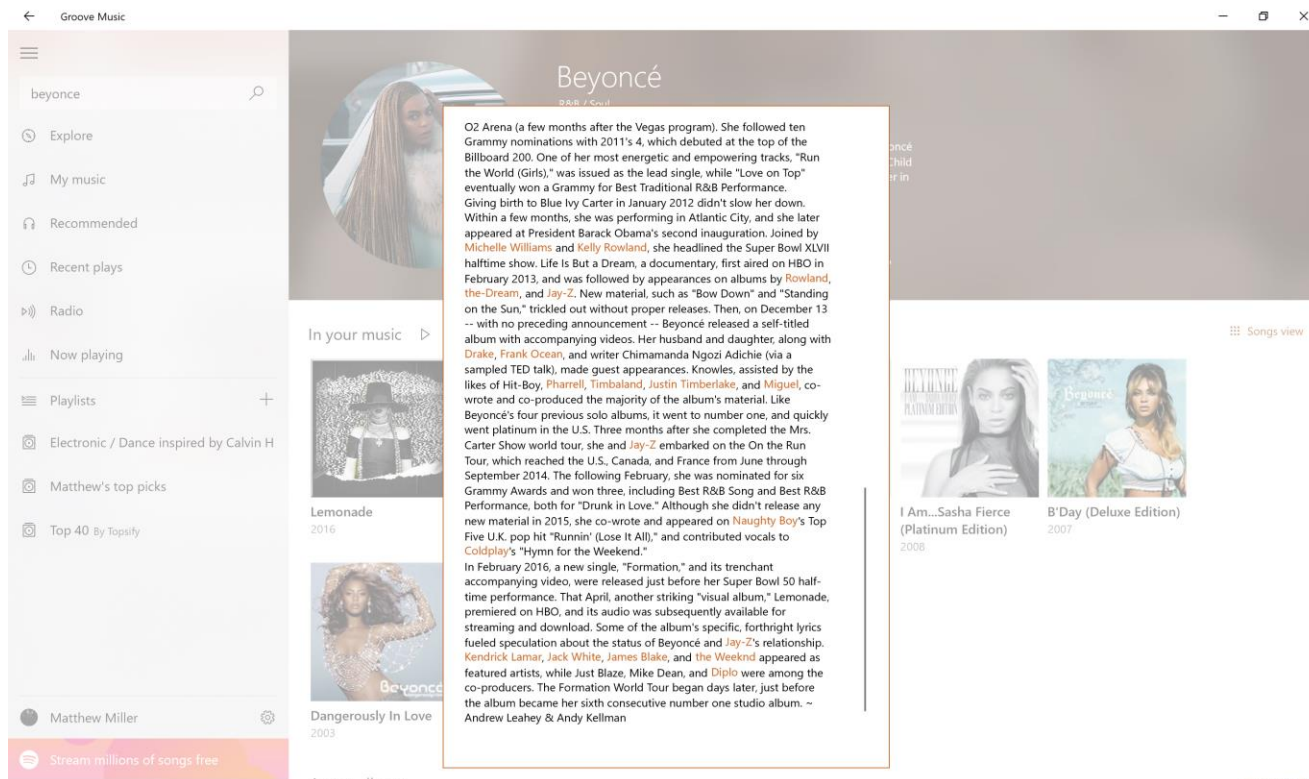 Groove Music
beyonce
Explore
My music
Recommended
Recent plays
Radio
Now playing
Playlists
Electronic / Dance inspired by Calvin H
Matthew's top picks
Top 40 By Topsify
Matthew Miller
Stream millions of songs free
Beyoncé
R&B / Soul
oncé
Child
er in
O2 Arena (a few months after the Vegas program). She followed ten
Grammy nominations with 2011's 4, which debuted at the top of the
Billboard 200. One of her most energetic and empowering tracks, "Run
the World (Girls)," was issued as the lead single, while "Love on Top"
eventually won a Grammy for Best Traditional R&B Performance.
Giving birth to Blue Ivy Carter in January 2012 didn't slow her down.
Within a few months, she was performing in Atlantic City, and she later
appeared at President Barack Obama's second inauguration. Joined by
Michelle Williams and Kelly Rowland, she headlined the Super Bowl XLVII
halftime show. Life Is But a Dream, a documentary, first aired on HBO in
February 2013, and was followed by appearances on albums by Rowland,
the-Dream, and Jay-Z. New material, such as "Bow Down" and "Standing
on the Sun," trickled out without proper releases. Then, on December 13
-- with no preceding announcement -- Beyoncé released a self-titled
album with accompanying videos. Her husband and daughter, along with
Drake, Frank Ocean, and writer Chimamanda Ngozi Adichie (via a
sampled TED talk), made guest appearances. Knowles, assisted by the
likes of Hit-Boy, Pharrell, Timbaland, Justin Timberlake, and Miguel, co-
wrote and co-produced the majority of the album's material. Like
Beyoncé's four previous solo albums, it went to number one, and quickly
went platinum in the U.S. Three months after she completed the Mrs.
Carter Show world tour, she and Jay-Z embarked on the On the Run
Tour, which reached the U.S., Canada, and France from June through
September 2014. The following February, she was nominated for six
Grammy Awards and won three, including Best R&B Song and Best R&B
Performance, both for "Drunk in Love." Although she didn't release any
new material in 2015, she co-wrote and appeared on Naughty Boy's Top
Five U.K. pop hit "Runnin' (Lose It All)," and contributed vocals to
Coldplay's "Hymn for the Weekend."
In February 2016, a new single, "Formation," and its trenchant
accompanying video, were released just before her Super Bowl 50 half-
time performance. That April, another striking "visual album," Lemonade,
premiered on HBO, and its audio was subsequently available for
streaming and download. Some of the album's specific, forthright lyrics
fueled speculation about the status of Beyoncé and Jay-Z's relationship.
Kendrick Lamar, Jack White, James Blake, and the Weeknd appeared as
featured artists, while Just Blaze, Mike Dean, and Diplo were among the
co-producers. The Formation World Tour began days later, just before
the album became her sixth consecutive number one studio album. ~
Andrew Leahey & Andy Kellman
In your music
Songs view
Lemonade
2016
BEYONCE
PLATINUM EDITION
I Am...Sasha Fierce
(Platinum Edition)
2008
Beyoncé
B'Day (Deluxe Edition)
2007
Beyoncé
Dangerously In Love
2003